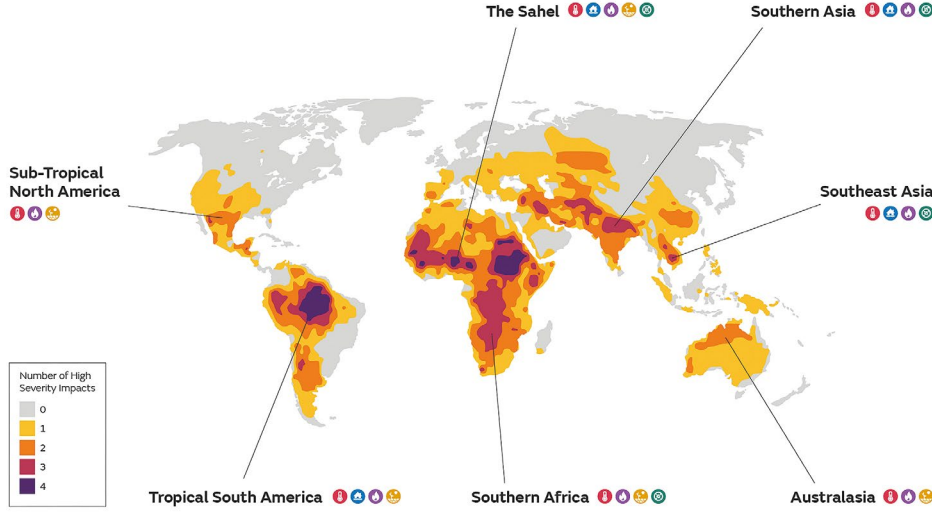 The Sahel
Southern Asia
Sub-Tropical
North America
Southeast Asia
Number of High
Severity Impacts
0
1
2
3
4
Tropical South America
Southern Africa
Australasia